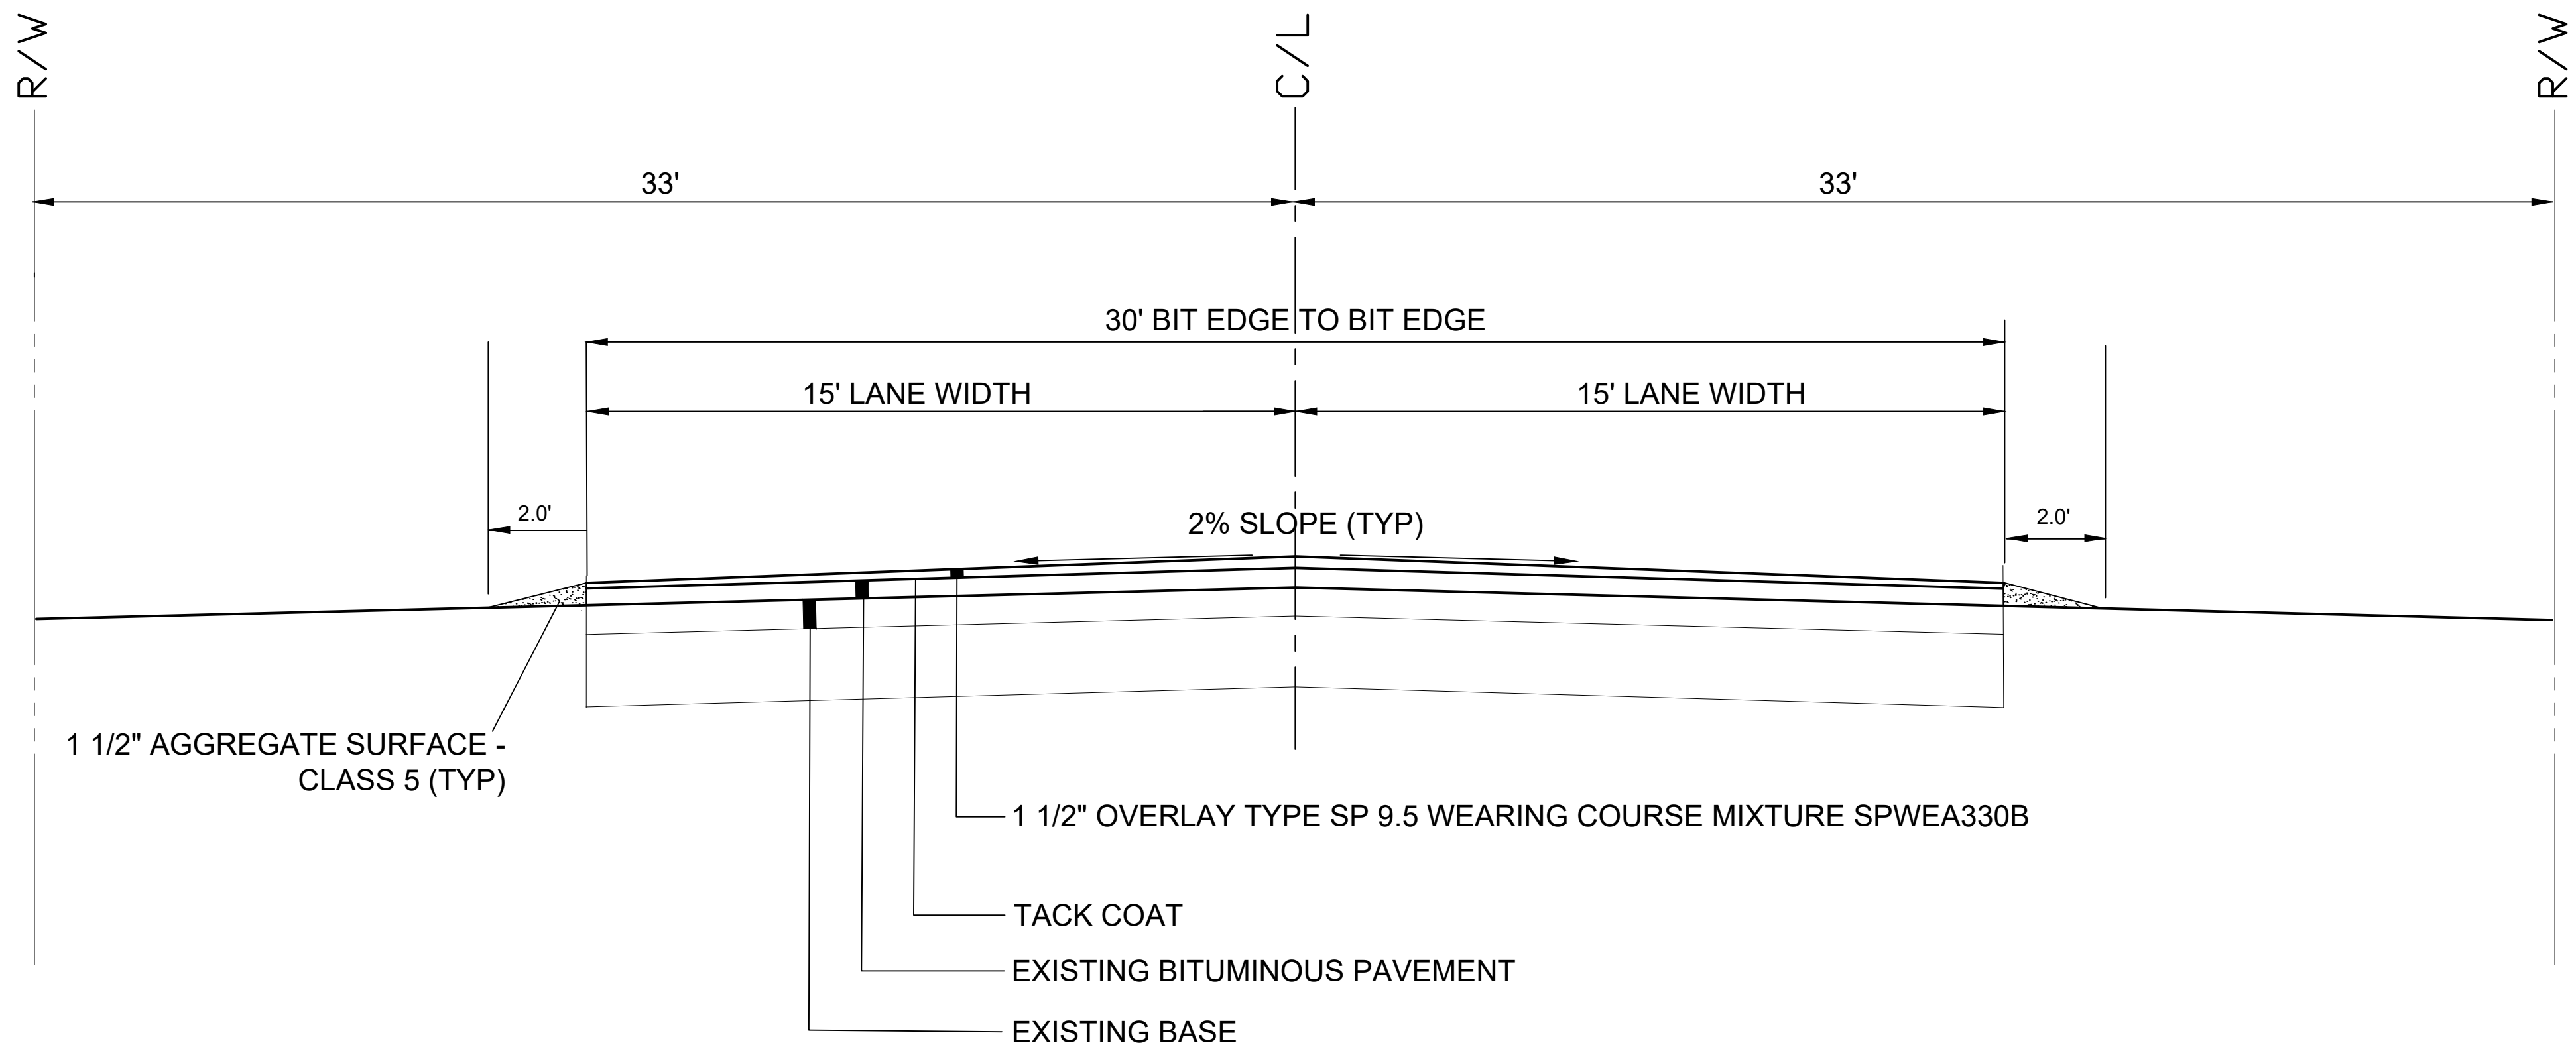 R/W
C/L
R/W
33'
33'
30' BIT EDGE TO BIT EDGE
15' LANE WIDTH
15' LANE WIDTH
2.0'
2% SLOPE (TYP)
2.0'
1 1/2" AGGREGATE SURFACE -
CLASS 5 (TYP)
1 1/2" OVERLAY TYPE SP 9.5 WEARING COURSE MIXTURE SPWEA330B
TACK COAT
EXISTING BITUMINOUS PAVEMENT
EXISTING BASE